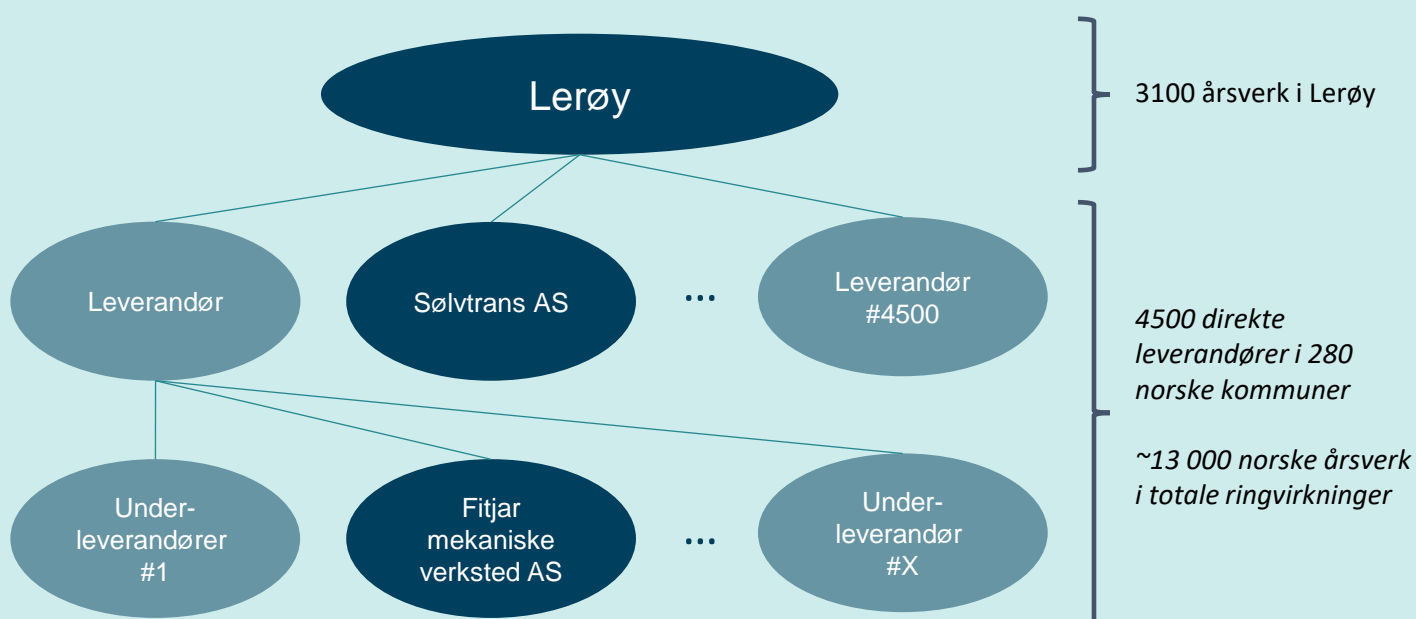 Lerøy
3100 årsverk i Lerøy
Leverandør
Sølvtrans AS
...
Leverandør
#4500
4500 direkte
leverandører i 280
norske kommuner
~13 000 norske årsverk
i totale ringvirkninger
Under-
leverandører
#1
Fitjar
mekaniske
verksted AS
...
Under-
leverandør
#X